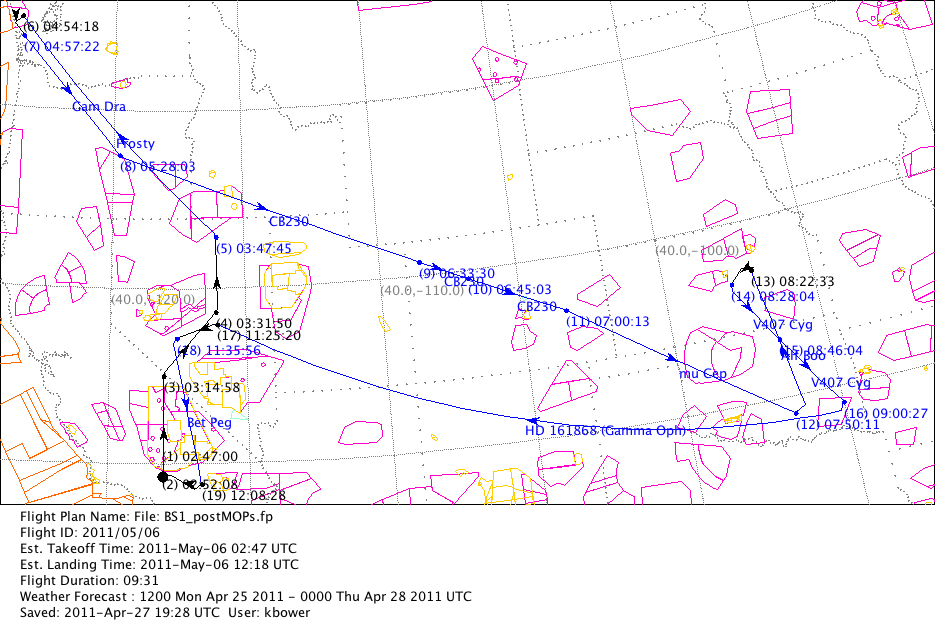 (6) 04:54:18
(7) 04:57:22
Gam Dra
Frosty
(8) 05:28:03
CB230
(5) 03:47:45
(40.0,-100.0)
(9) 06:33:30
CB230
(13) 08:22:33
(40.0,-110.0)
(10) 06:45:03
(14) 08:28:04
(40.0,-120.0)
CB230
(4) 03:31:50
(11) 07:00:13
V407 Cyg
(17) 11:25:20
(18) 11:35:56
(15) 08:46:04
mu Cep
V407 Cyg
(3) 03:14:58
(16) 09:00:27
Bet Peg
HD 161868 (Gamma Oph)
(12) 07:50:11
(1) 02:47:00
(2) 02:52:08
(19) 12:08:28
Flight Plan Name: File: BS1_postMOPs.fp
Flight ID: 2011/05/06
Est. Takeoff Time: 2011-May-06 02:47 UTC
Est. Landing Time: 2011-May-06 12:18 UTC
Flight Duration: 09:31
Weather Forecast : 1200 Mon Apr 25 2011 - 0000 Thu Apr 28 2011 UTC
Saved: 2011-Apr-27 19:28 UTC  User: kbower